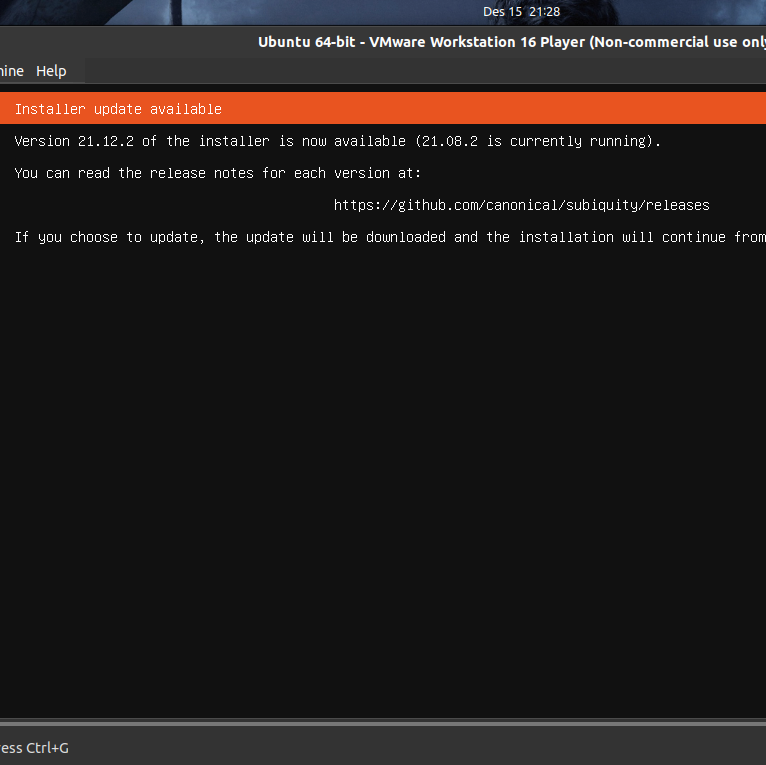 Des 15 21:28
Ubuntu 64-bit - VMware Workstation 16 Player (Non-commercial use only
Help
Installer update available
Version 21.12.2 of the installer is now available (21.08.2 is currently running).
You can read the release notes for each version at:
https://github.com/canonical/subiquity/releases
If you choose to update, the update will be downloaded and the installation will continue from
Ctrl+G